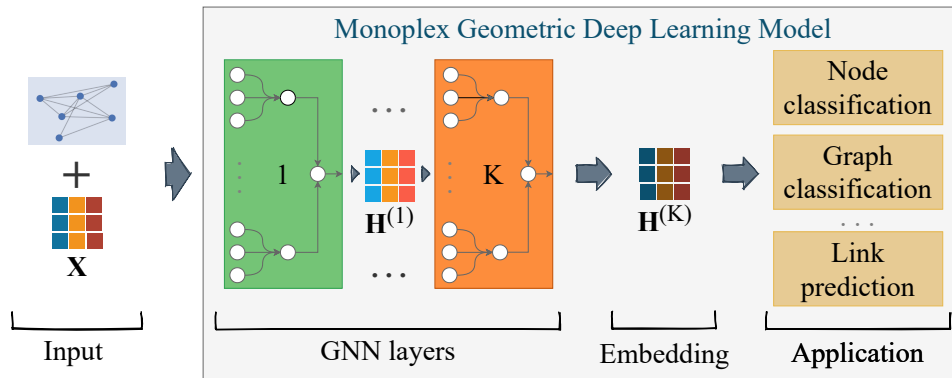 Monoplex Geometric Deep Learning Model
+
X
Input
1
. . .
H(1)
. . .
K
GNN layers
H(K)
Embedding
Node
classification
Graph
classification
. . .
Link
prediction
Application